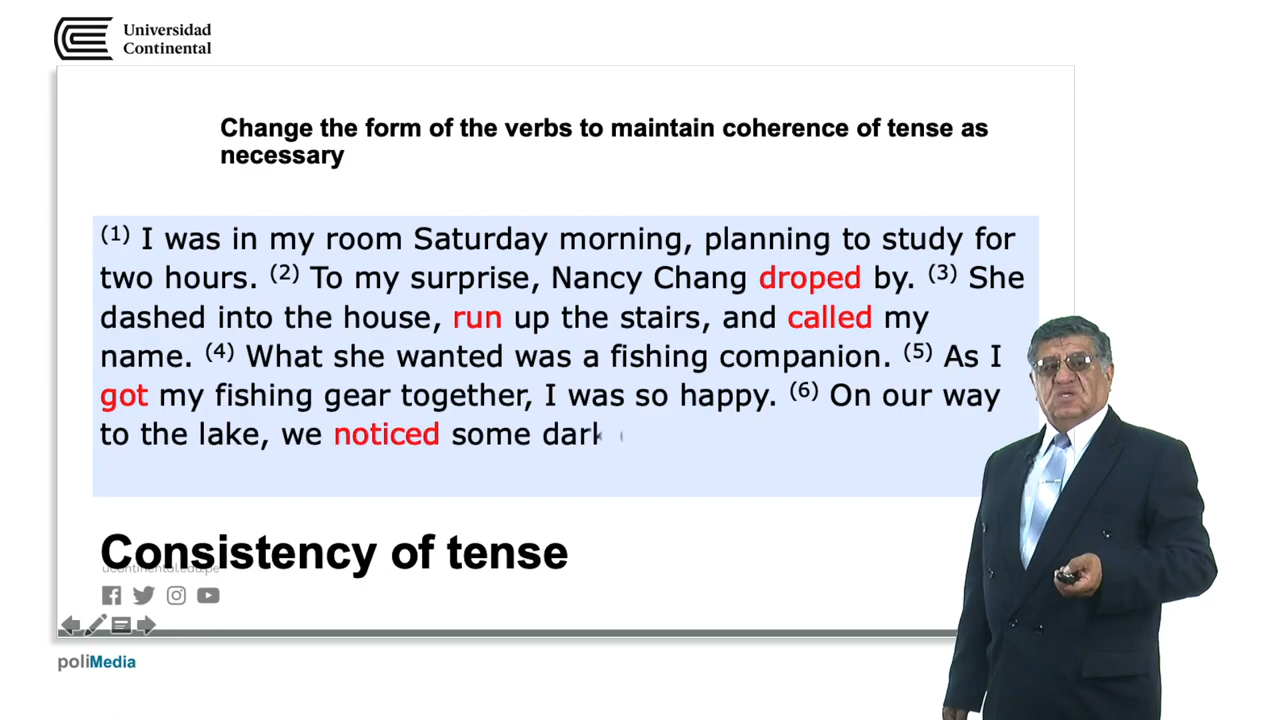 Universidad
Continental
Change the form of the verbs to maintain coherence of tense as
necessary
(1) I was in my room Saturday morning, planning to study for
two hours. (2) To my surprise, Nancy Chang droped by. (3) She
dashed into the house, run up the stairs, and called my
name. (4) What she wanted was a fishing companion. (5) As I
got my fishing gear together, I was so happy. (6) On our way
to the lake, we noticed some dark
Consistency of tense
ucontinental.edu.pe
poliMedia